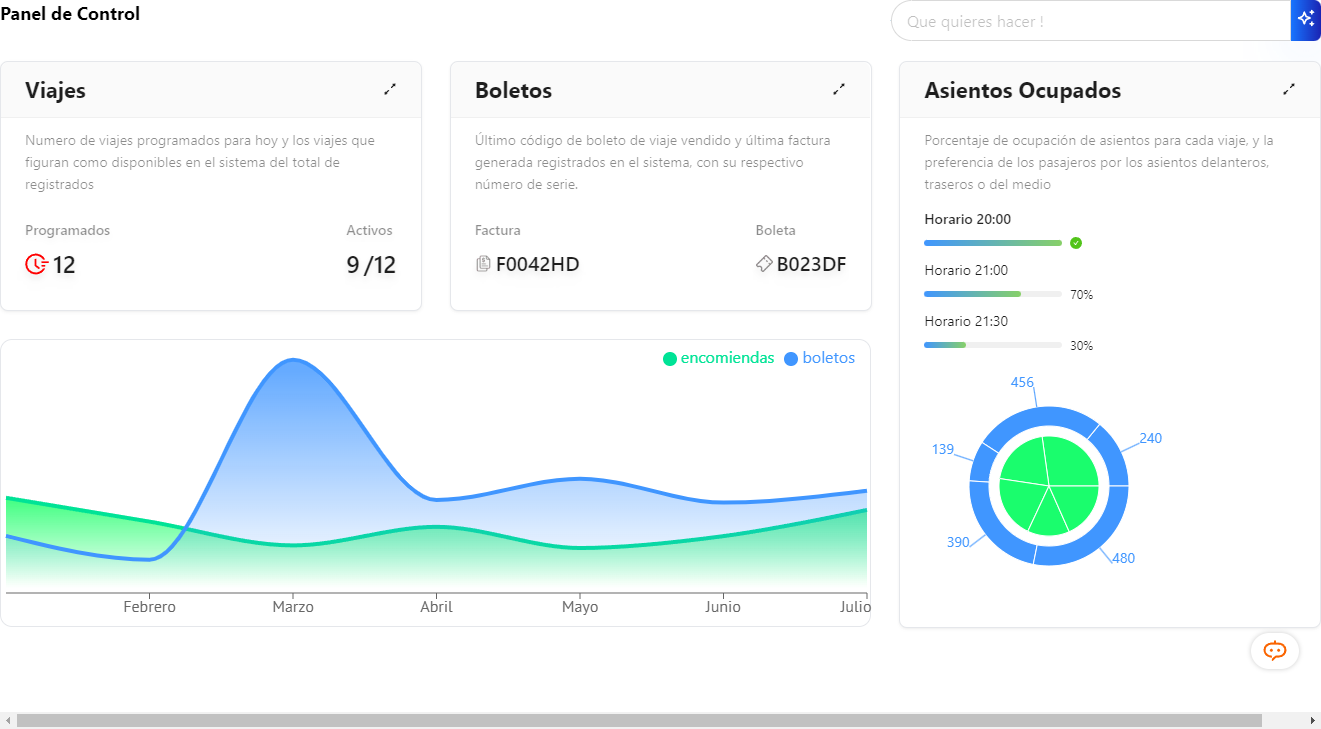 Panel de Control
Que quieres hacer !
Viajes
Numero de viajes programados para hoy y los viajes que
figuran como disponibles en el sistema del total de
registrados
Programados
Activos
12
9 /12
Boletos
Último código de boleto de viaje vendido y última factura
generada registrados en el sistema, con su respectivo
número de serie.
Factura
Boleta
F0042HD
B023DF
Asientos Ocupados
Porcentaje de ocupación de asientos para cada viaje, y la
preferencia de los pasajeros por los asientos delanteros,
traseros o del medio
Horario 20:00
Horario 21:00
70%
Horario 21:30
30%
456
240
139
390
480
encomiendas
boletos
Febrero
Marzo
Abril
Mayo
Junio
Julio